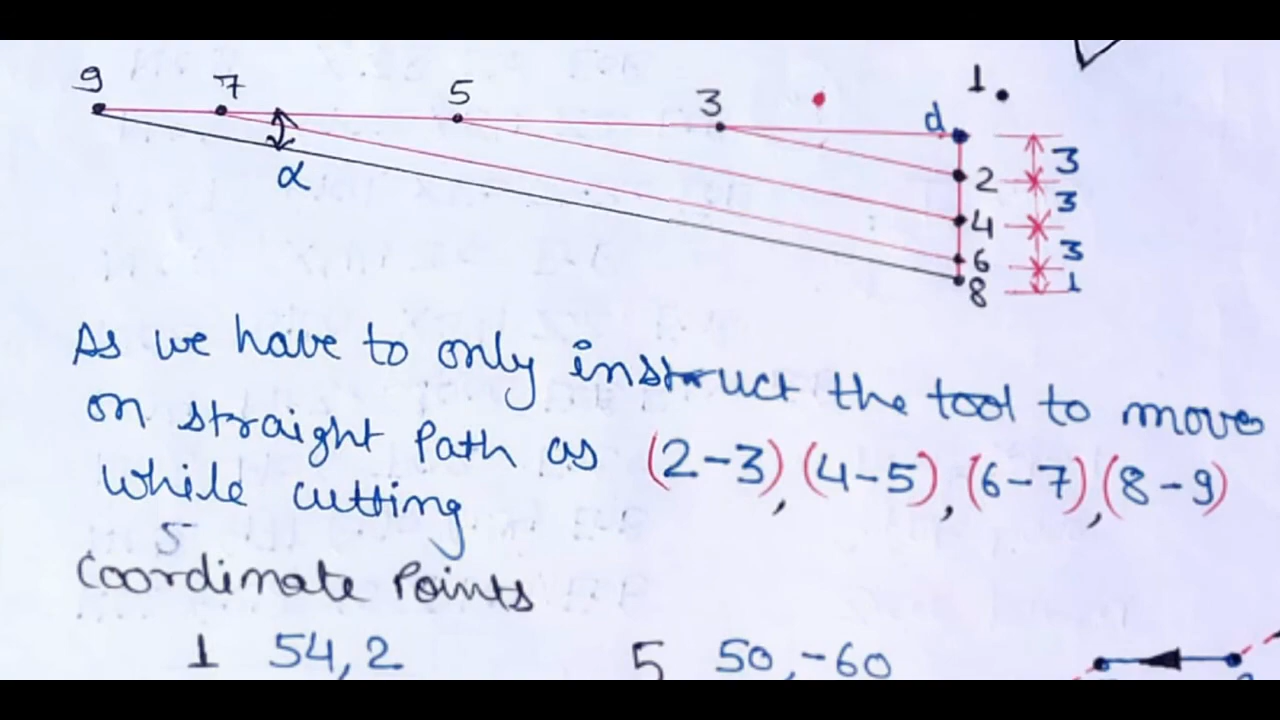 9 7 5 3 1
d
3
α 2
3
4
3
6
1
8
As we have to only instruct the tool to move
on straight Path as (2-3), (4-5), (6-7), (8-9)
while cutting
5
Coordinate Points
1 54,2 5 50,-60